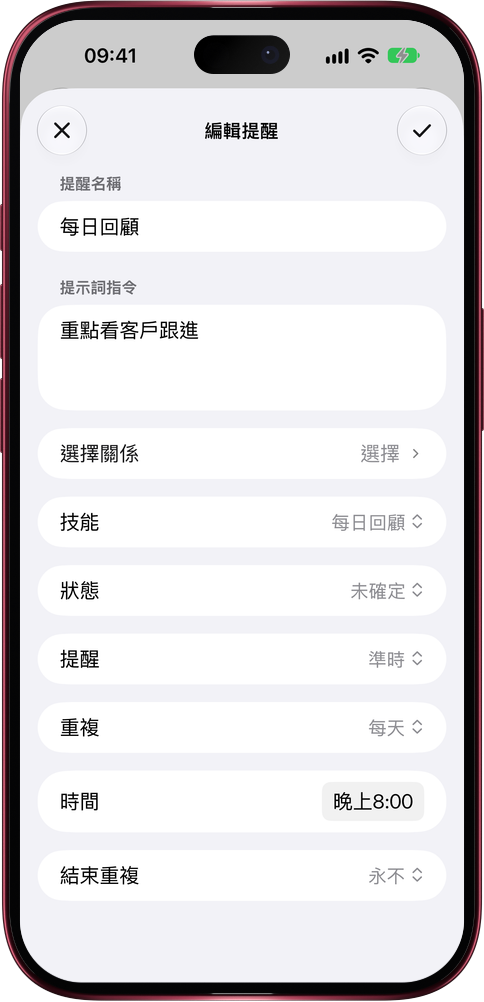 09:41
編輯提醒
提醒名稱
每日回顧
提示詞指令
重點看客戶跟進
選擇關係 選擇
技能 每日回顧
狀態 未確定
提醒 準時
重複 每天
時間 晚上8:00
結束重複 永不